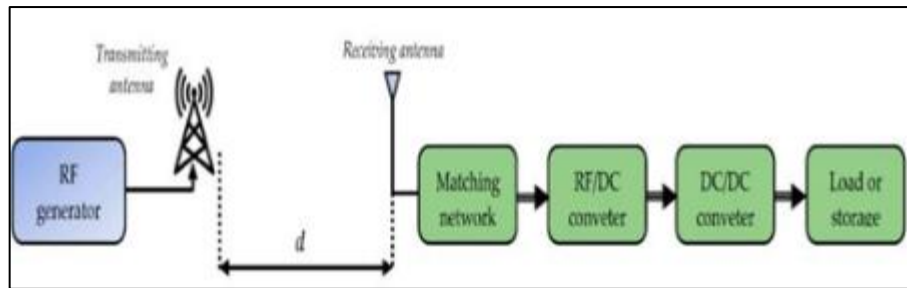 Transmitting
antenna
Receiving antenna
RF
generator
d
Matching
network
RF/DC
conveter
DC/DC
conveter
Load or
storage